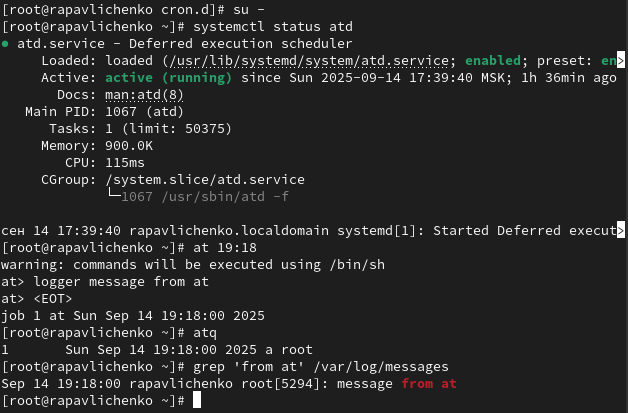 [root@rapavlichenko cron.d]# su -
[root@rapavlichenko ~]# systemctl status atd
● atd.service - Deferred execution scheduler
     Loaded: loaded (/usr/lib/systemd/system/atd.service; enabled; preset: en>
     Active: active (running) since Sun 2025-09-14 17:39:40 MSK; 1h 36min ago
       Docs: man:atd(8)
   Main PID: 1067 (atd)
      Tasks: 1 (limit: 50375)
     Memory: 900.0K
        CPU: 115ms
     CGroup: /system.slice/atd.service
             └─1067 /usr/sbin/atd -f
сен 14 17:39:40 rapavlichenko.localdomain systemd[1]: Started Deferred execut>
[root@rapavlichenko ~]# at 19:18
warning: commands will be executed using /bin/sh
at> logger message from at
at> <EOT>
job 1 at Sun Sep 14 19:18:00 2025
[root@rapavlichenko ~]# atq
1       Sun Sep 14 19:18:00 2025 a root
[root@rapavlichenko ~]# grep 'from at' /var/log/messages
Sep 14 19:18:00 rapavlichenko root[5294]: message from at
[root@rapavlichenko ~]#